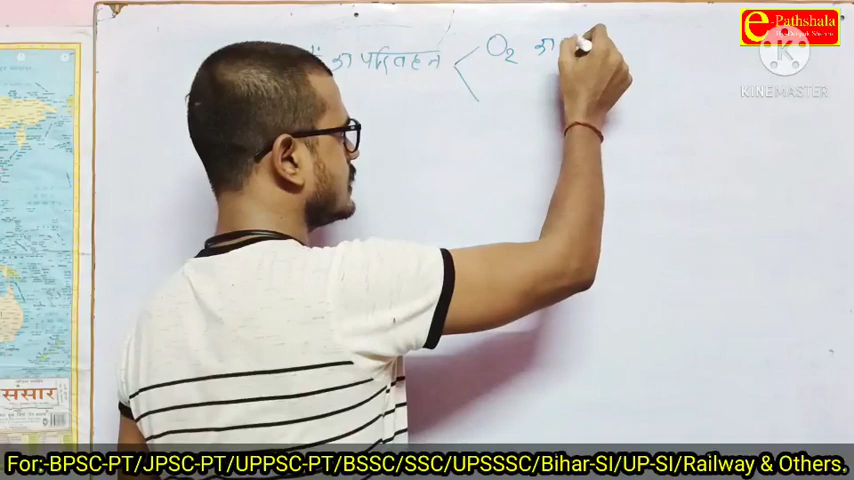 e-Pathshala
K
KINEMASTER
का परिवहन < O₂ का
संसार
For:-BPSC-PT/JPSC-PT/UPPSC-PT/BSSC/SSC/UPSSSC/Bihar-SI/UP-SI/Railway & Others.